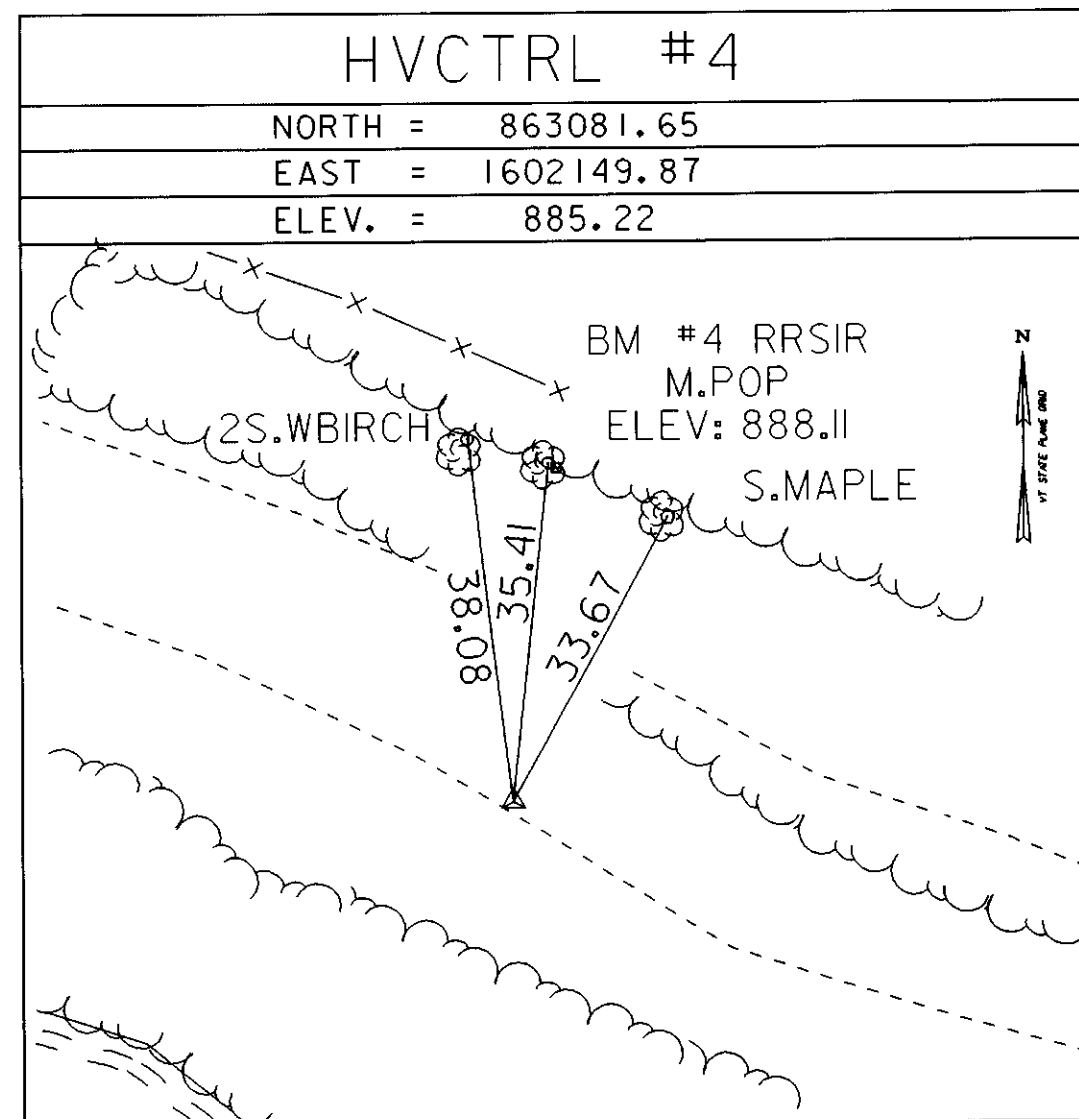 HVCTRL #4
NORTH = 863081.65
EAST = 1602149.87
ELEV. = 885.22
BM #4 RRSIR
M.POP
ELEV: 888.11
2S.WBIRCH
S.MAPLE
N
VT STATE PLANE GRID
38.08
35.41
33.67